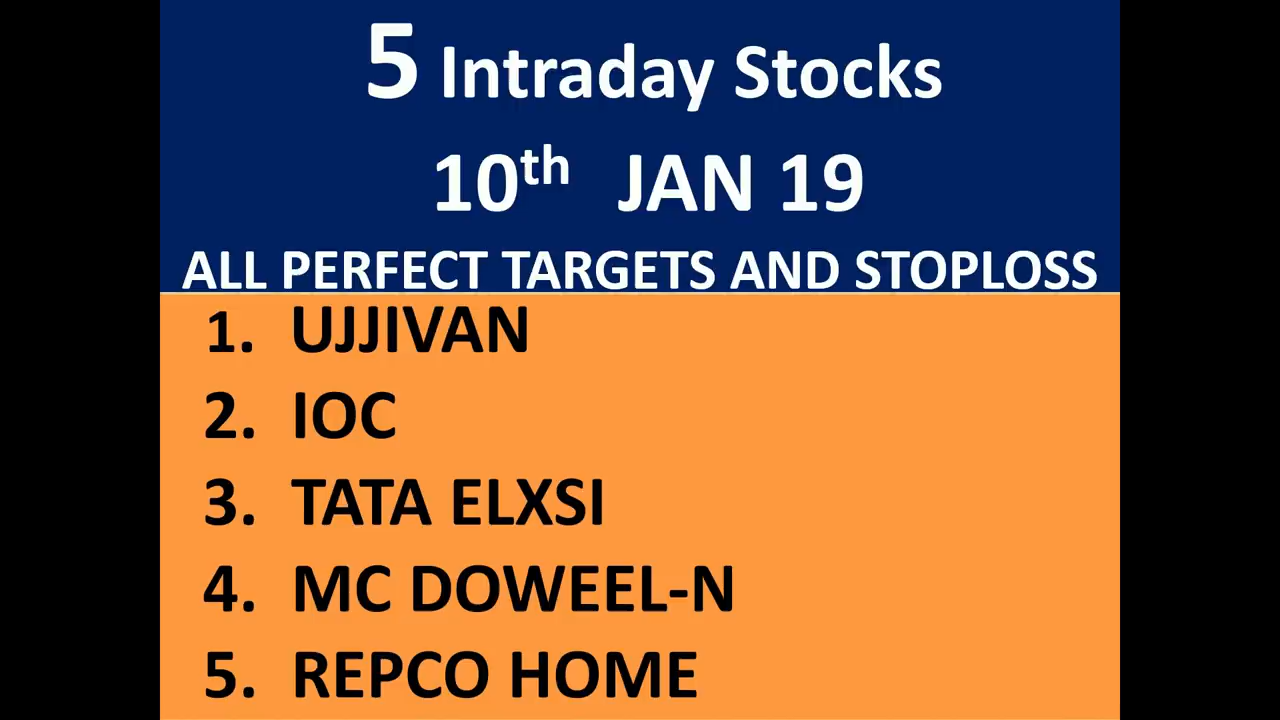 5 Intraday Stocks
10th JAN 19
ALL PERFECT TARGETS AND STOPLOSS
1. UJJIVAN
2. IOC
3. TATA ELXSI
4. MC DOWEEL-N
5. REPCO HOME